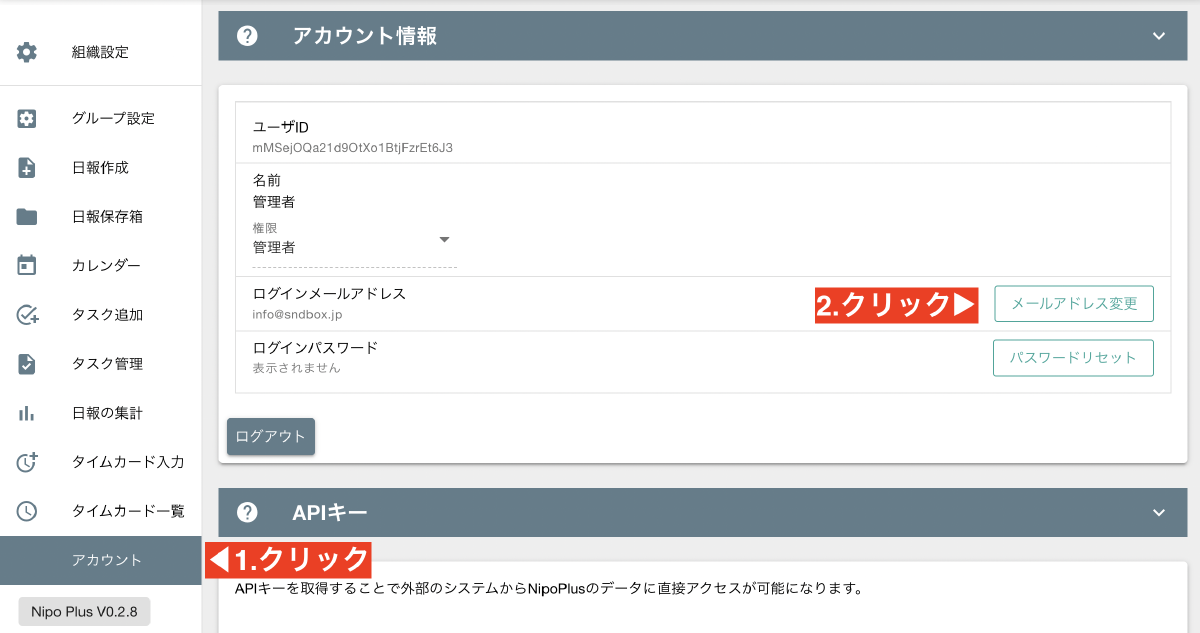 組織設定
グループ設定
日報作成
日報保存箱
カレンダー
タスク追加
タスク管理
日報の集計
タイムカード入力
タイムカード一覧
アカウント
Nipo Plus V0.2.8
アカウント情報
ユーザID
mMSejOQa21d9OtXo1BtjFzrEt6J3
名前
管理者
権限
管理者
ログインメールアドレス
info@sndbox.jp
2.クリック▶
メールアドレス変更
ログインパスワード
表示されません
パスワードリセット
ログアウト
APIキー
◀1.クリック
APIキーを取得することで外部のシステムからNipoPlusのデータに直接アクセスが可能になります。